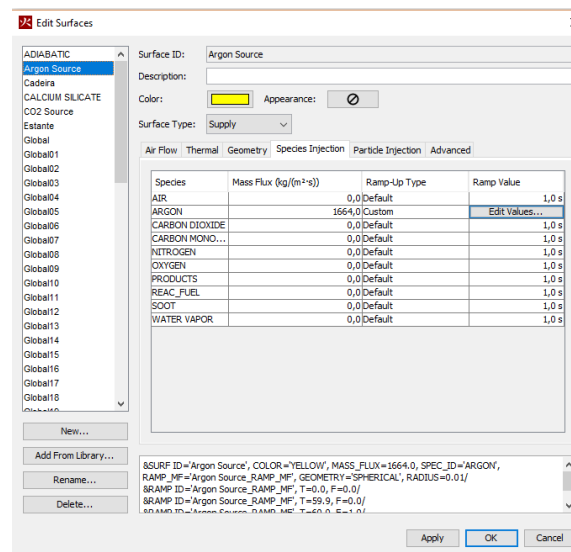 Edit Surfaces
ADIABATIC
Argon Source
Cadeira
CALCIUM SILICATE
CO2 Source
Estante
Global
Global01
Global02
Global03
Global04
Global05
Global06
Global07
Global08
Global09
Global10
Global11
Global12
Global13
Global14
Global15
Global16
Global17
Global18
New...
Add From Library...
Rename...
Delete...
Surface ID: Argon Source
Description:
Color: Appearance:
Surface Type: Supply
Air Flow Thermal Geometry Species Injection Particle Injection Advanced
Species Mass Flux (kg/(m²·s)) Ramp-Up Type Ramp Value
AIR 0,0 Default 1,0 s
ARGON 1664,0 Custom Edit Values...
CARBON DIOXIDE 0,0 Default 1,0 s
CARBON MONO... 0,0 Default 1,0 s
NITROGEN 0,0 Default 1,0 s
OXYGEN 0,0 Default 1,0 s
PRODUCTS 0,0 Default 1,0 s
REAC_FUEL 0,0 Default 1,0 s
SOOT 0,0 Default 1,0 s
WATER VAPOR 0,0 Default 1,0 s
&SURF ID='Argon Source', COLOR='YELLOW', MASS_FLUX=1664.0, SPEC_ID='ARGON',
RAMP_MF='Argon Source_RAMP_MF', GEOMETRY='SPHERICAL', RADIUS=0.01/
&RAMP ID='Argon Source_RAMP_MF', T=0.0, F=0.0/
&RAMP ID='Argon Source_RAMP_MF', T=59.9, F=0.0/
&RAMP ID='Argon Source_RAMP_MF', T=60.0, F=1.0/
Apply OK Cancel